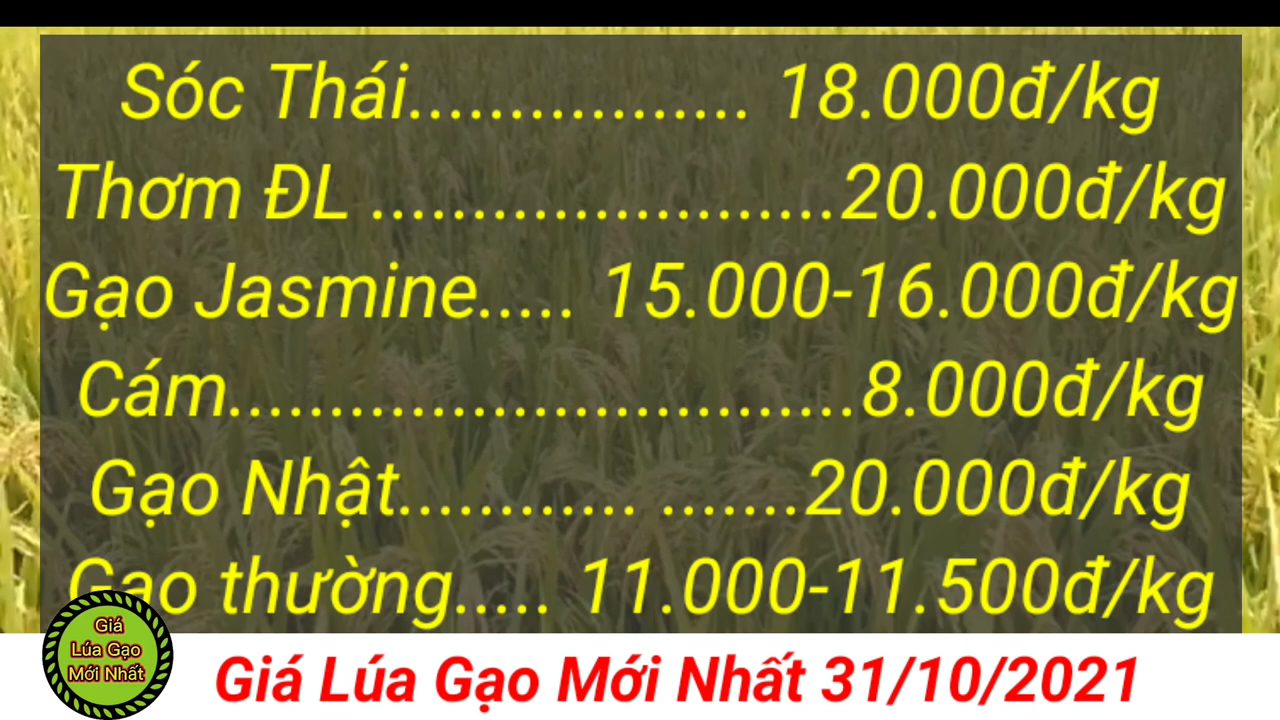 Sóc Thái................. 18.000đ/kg
Thơm ĐL .......................20.000đ/kg
Gạo Jasmine..... 15.000-16.000đ/kg
Cám...............................8.000đ/kg
Gạo Nhật............ .......20.000đ/kg
Gạo thường..... 11.000-11.500đ/kg
Giá
Lúa Gạo
Mới Nhất
Giá Lúa Gạo Mới Nhất 31/10/2021